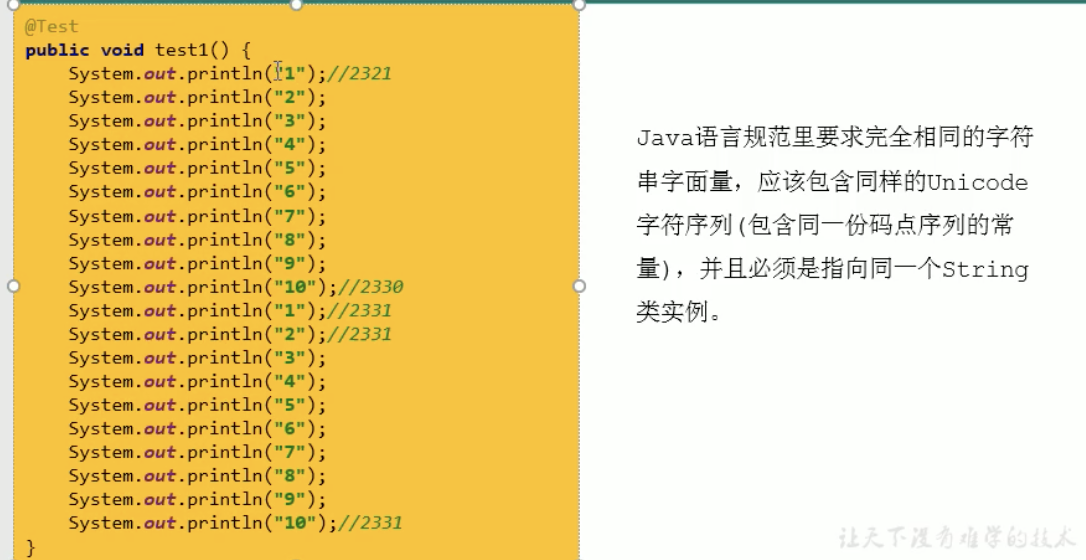 @Test
public void test1() {
System.out.println("1");//2321
System.out.println("2");
System.out.println("3");
System.out.println("4");
System.out.println("5");
System.out.println("6");
System.out.println("7");
System.out.println("8");
System.out.println("9");
System.out.println("10");//2330
System.out.println("1");//2331
System.out.println("2");//2331
System.out.println("3");
System.out.println("4");
System.out.println("5");
System.out.println("6");
System.out.println("7");
System.out.println("8");
System.out.println("9");
System.out.println("10");//2331
}
Java语言规范里要求完全相同的字符
串字面量，应该包含同样的Unicode
字符序列(包含同一份码点序列的常
量)，并且必须是指向同一个String
类实例。
让天下没有难学的技术